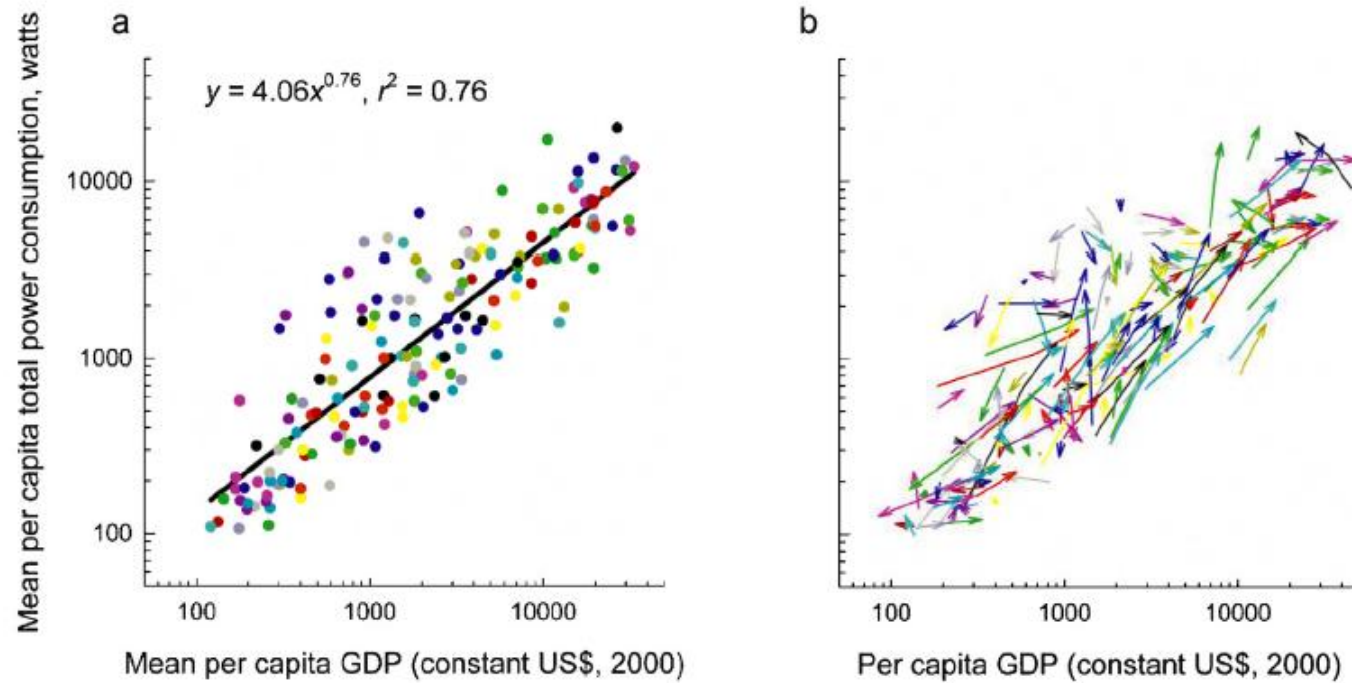 a
b
Mean per capita total power consumption, watts
y = 4.06x^0.76, r^2 = 0.76
10000
1000
100
100 1000 10000
100 1000 10000
Mean per capita GDP (constant US$, 2000)
Per capita GDP (constant US$, 2000)